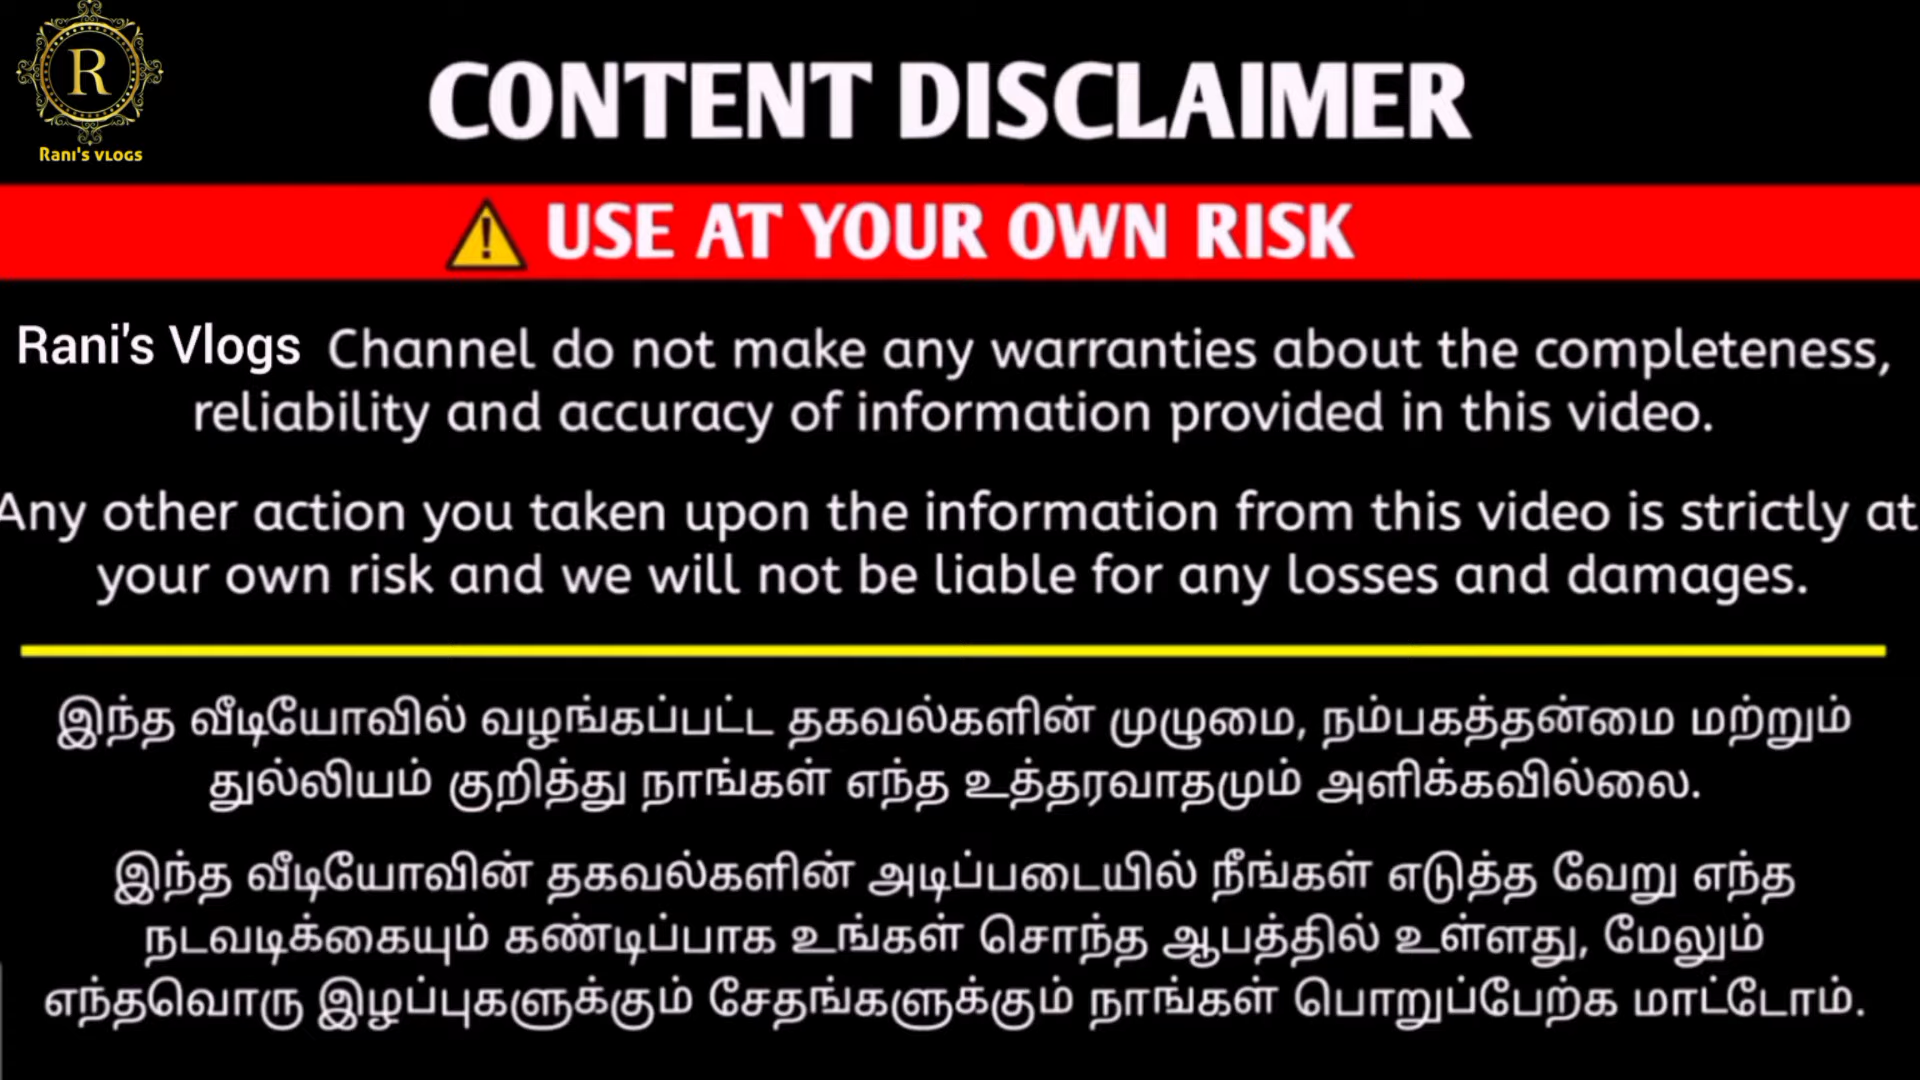 R
Rani's vLogs
CONTENT DISCLAIMER
⚠ USE AT YOUR OWN RISK
Rani's Vlogs Channel do not make any warranties about the completeness,
reliability and accuracy of information provided in this video.
Any other action you taken upon the information from this video is strictly at
your own risk and we will not be liable for any losses and damages.
இந்த வீடியோவில் வழங்கப்பட்ட தகவல்களின் முழுமை, நம்பகத்தன்மை மற்றும்
துல்லியம் குறித்து நாங்கள் எந்த உத்தரவாதமும் அளிக்கவில்லை.
இந்த வீடியோவின் தகவல்களின் அடிப்படையில் நீங்கள் எடுத்த வேறு எந்த
நடவடிக்கையும் கண்டிப்பாக உங்கள் சொந்த ஆபத்தில் உள்ளது, மேலும்
எந்தவொரு இழப்புகளுக்கும் சேதங்களுக்கும் நாங்கள் பொறுப்பேற்க மாட்டோம்.